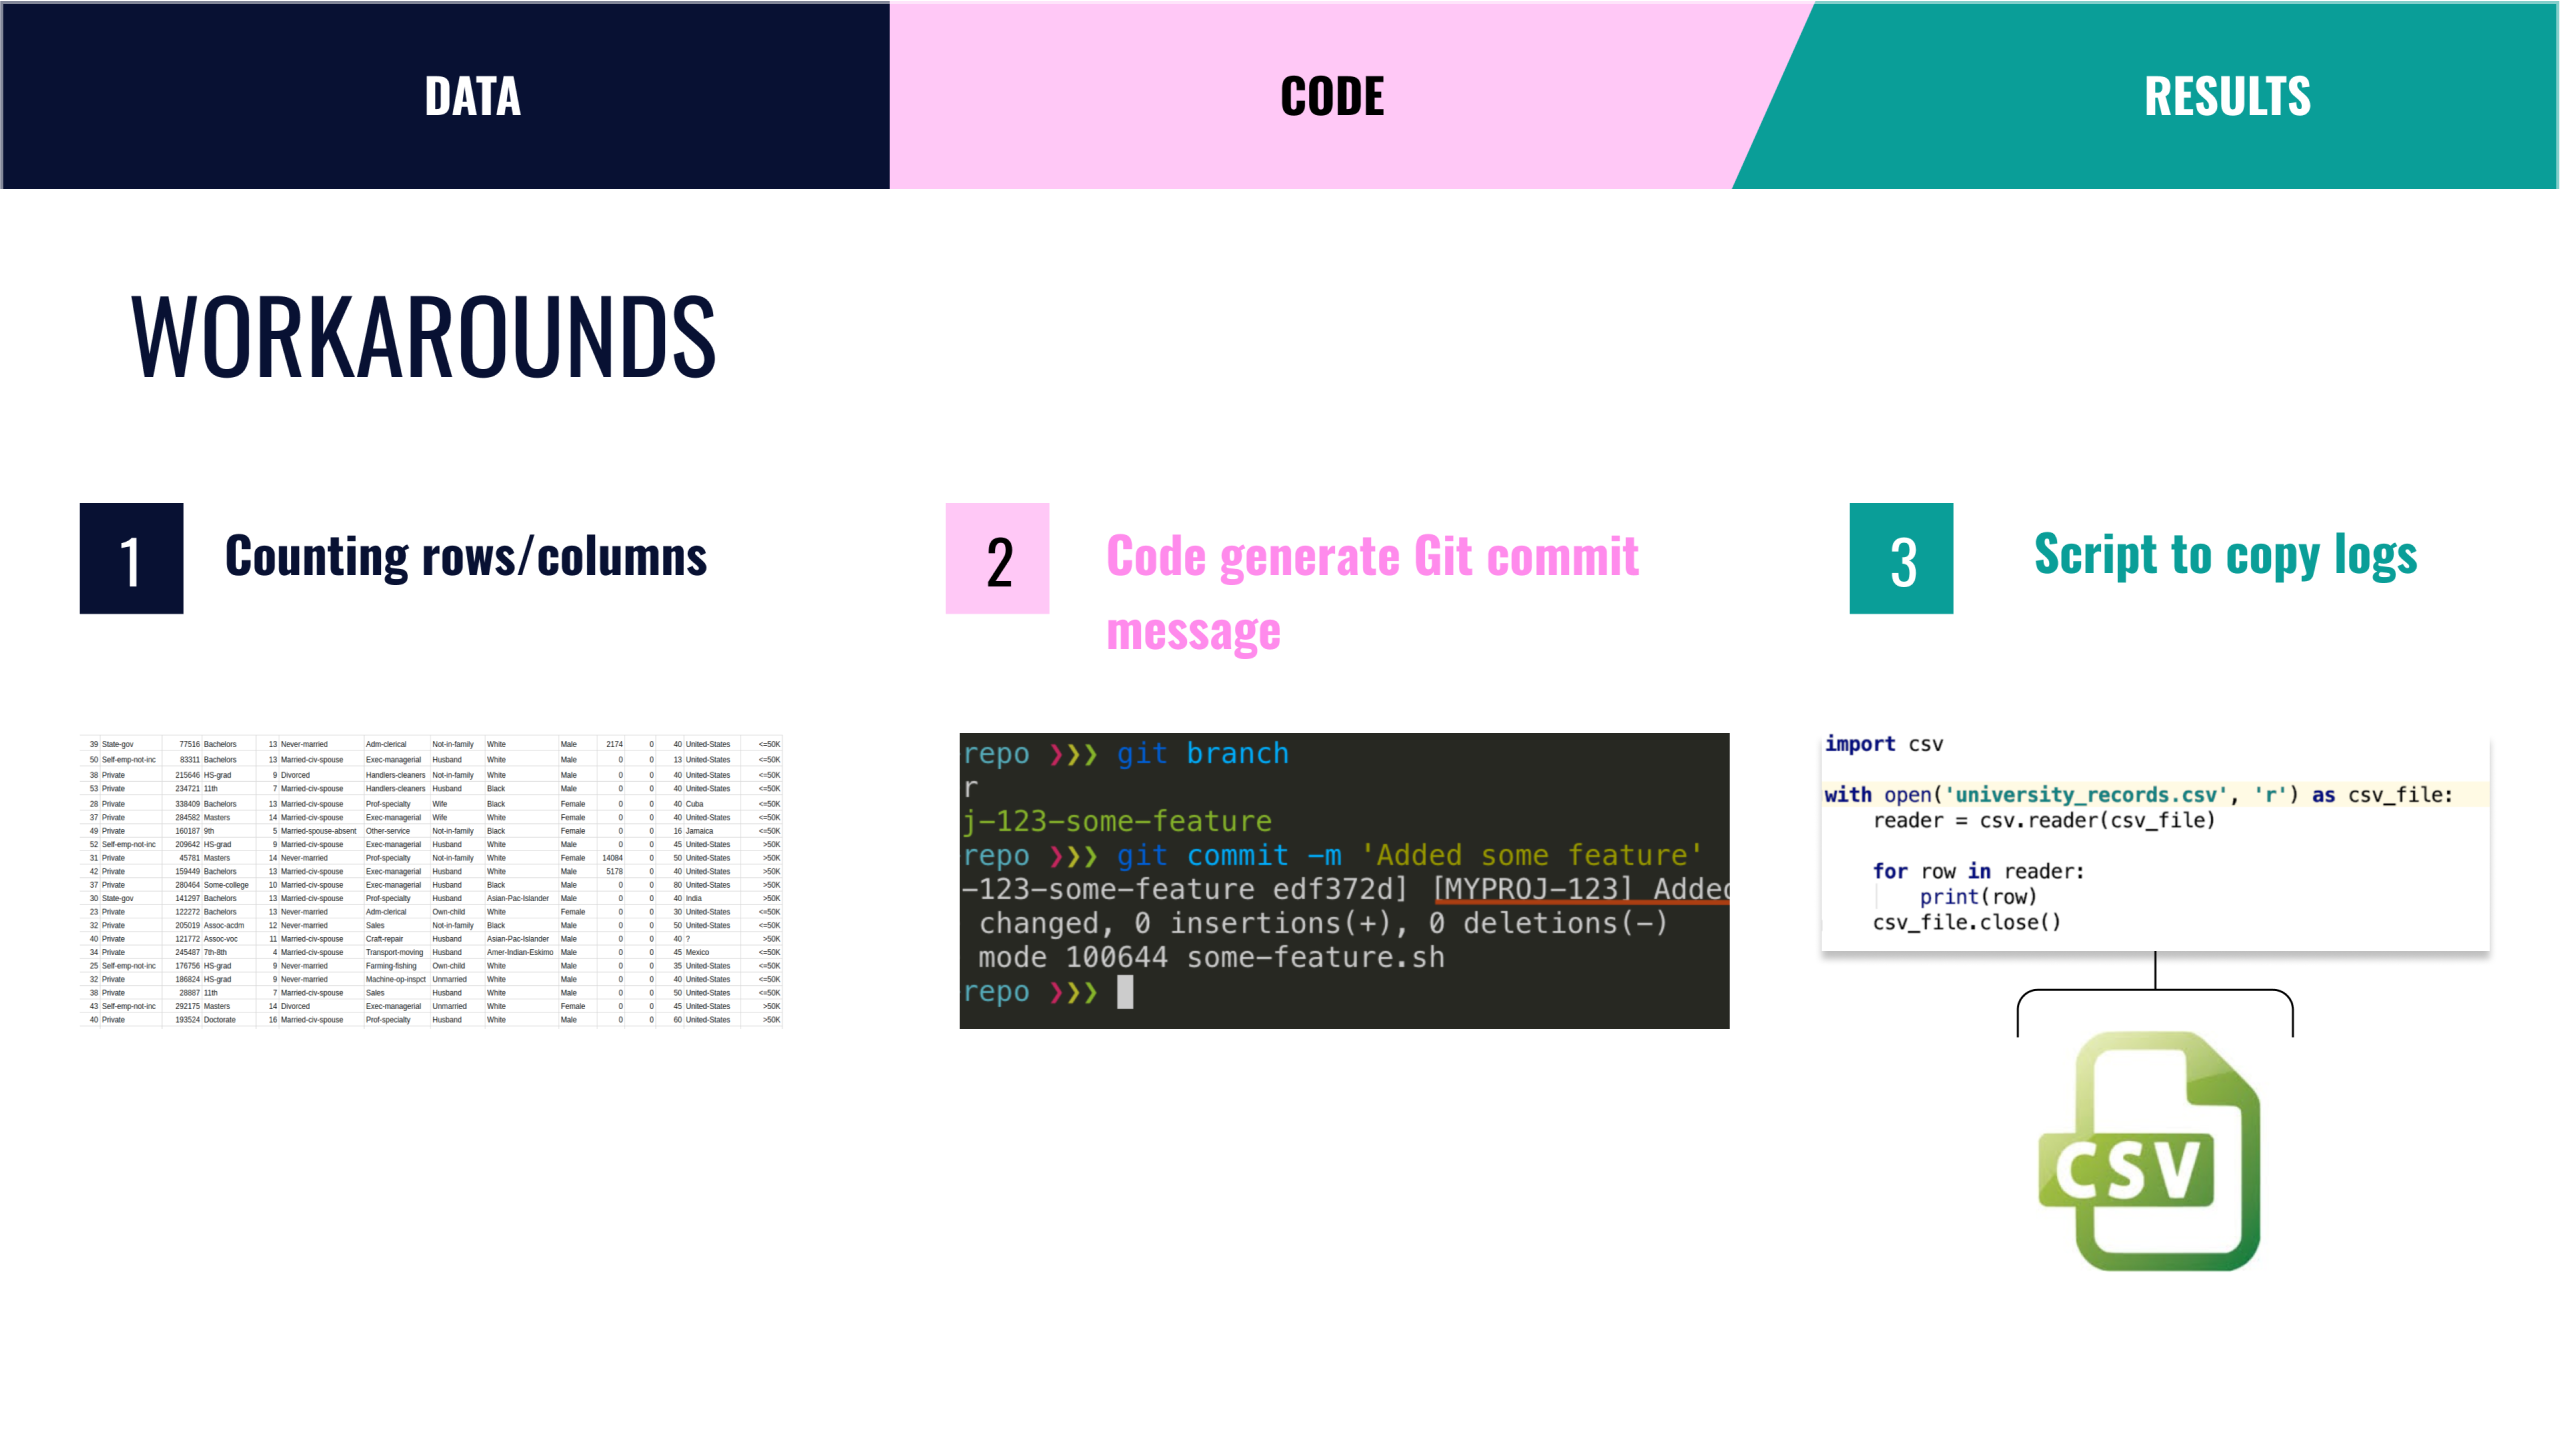 DATA
CODE
RESULTS
WORKAROUNDS
1
Counting rows/columns
2
Code generate Git commit
message
3
Script to copy logs
39 State-gov 77516 Bachelors 13 Never-married Adm-clerical Not-in-family White Male 2174 0 40 United-States <=50K
50 Self-emp-not-inc 83311 Bachelors 13 Married-civ-spouse Exec-managerial Husband White Male 0 0 13 United-States <=50K
38 Private 215646 HS-grad 9 Divorced Handlers-cleaners Not-in-family White Male 0 0 40 United-States <=50K
53 Private 234721 11th 7 Married-civ-spouse Handlers-cleaners Husband Black Male 0 0 40 United-States <=50K
28 Private 338409 Bachelors 13 Married-civ-spouse Prof-specialty Wife Black Female 0 0 40 Cuba <=50K
37 Private 284582 Masters 14 Married-civ-spouse Exec-managerial Wife White Female 0 0 40 United-States <=50K
49 Private 160187 9th 5 Married-spouse-absent Other-service Not-in-family Black Female 0 0 16 Jamaica <=50K
52 Self-emp-not-inc 209642 HS-grad 9 Married-civ-spouse Exec-managerial Husband White Male 0 0 45 United-States >50K
31 Private 45781 Masters 14 Never-married Prof-specialty Not-in-family White Female 14084 0 50 United-States >50K
42 Private 159449 Bachelors 13 Married-civ-spouse Exec-managerial Husband White Male 5178 0 40 United-States >50K
37 Private 280464 Some-college 10 Married-civ-spouse Exec-managerial Husband Black Male 0 0 80 United-States >50K
30 State-gov 141297 Bachelors 13 Married-civ-spouse Prof-specialty Husband Asian-Pac-Islander Male 0 0 40 India >50K
23 Private 122272 Bachelors 13 Never-married Adm-clerical Own-child White Female 0 0 30 United-States <=50K
32 Private 205019 Assoc-acdm 12 Never-married Sales Not-in-family Black Male 0 0 50 United-States <=50K
40 Private 121772 Assoc-voc 11 Married-civ-spouse Craft-repair Husband Asian-Pac-Islander Male 0 0 40 ? >50K
34 Private 245487 7th-8th 4 Married-civ-spouse Transport-moving Husband Amer-Indian-Eskimo Male 0 0 45 Mexico <=50K
25 Self-emp-not-inc 176756 HS-grad 9 Never-married Farming-fishing Own-child White Male 0 0 35 United-States <=50K
32 Private 186824 HS-grad 9 Never-married Machine-op-inspct Unmarried White Male 0 0 40 United-States <=50K
38 Private 28887 11th 7 Married-civ-spouse Sales Husband White Male 0 0 50 United-States <=50K
43 Self-emp-not-inc 292175 Masters 14 Divorced Exec-managerial Unmarried White Female 0 0 45 United-States >50K
40 Private 193524 Doctorate 16 Married-civ-spouse Prof-specialty Husband White Male 0 0 60 United-States >50K
repo ❯❯❯ git branch
r
j-123-some-feature
repo ❯❯❯ git commit -m 'Added some feature'
-123-some-feature edf372d] [MYPROJ-123] Added
changed, 0 insertions(+), 0 deletions(-)
mode 100644 some-feature.sh
repo ❯❯❯
import csv
with open('university_records.csv', 'r') as csv_file:
reader = csv.reader(csv_file)
for row in reader:
print(row)
csv_file.close()
CSV